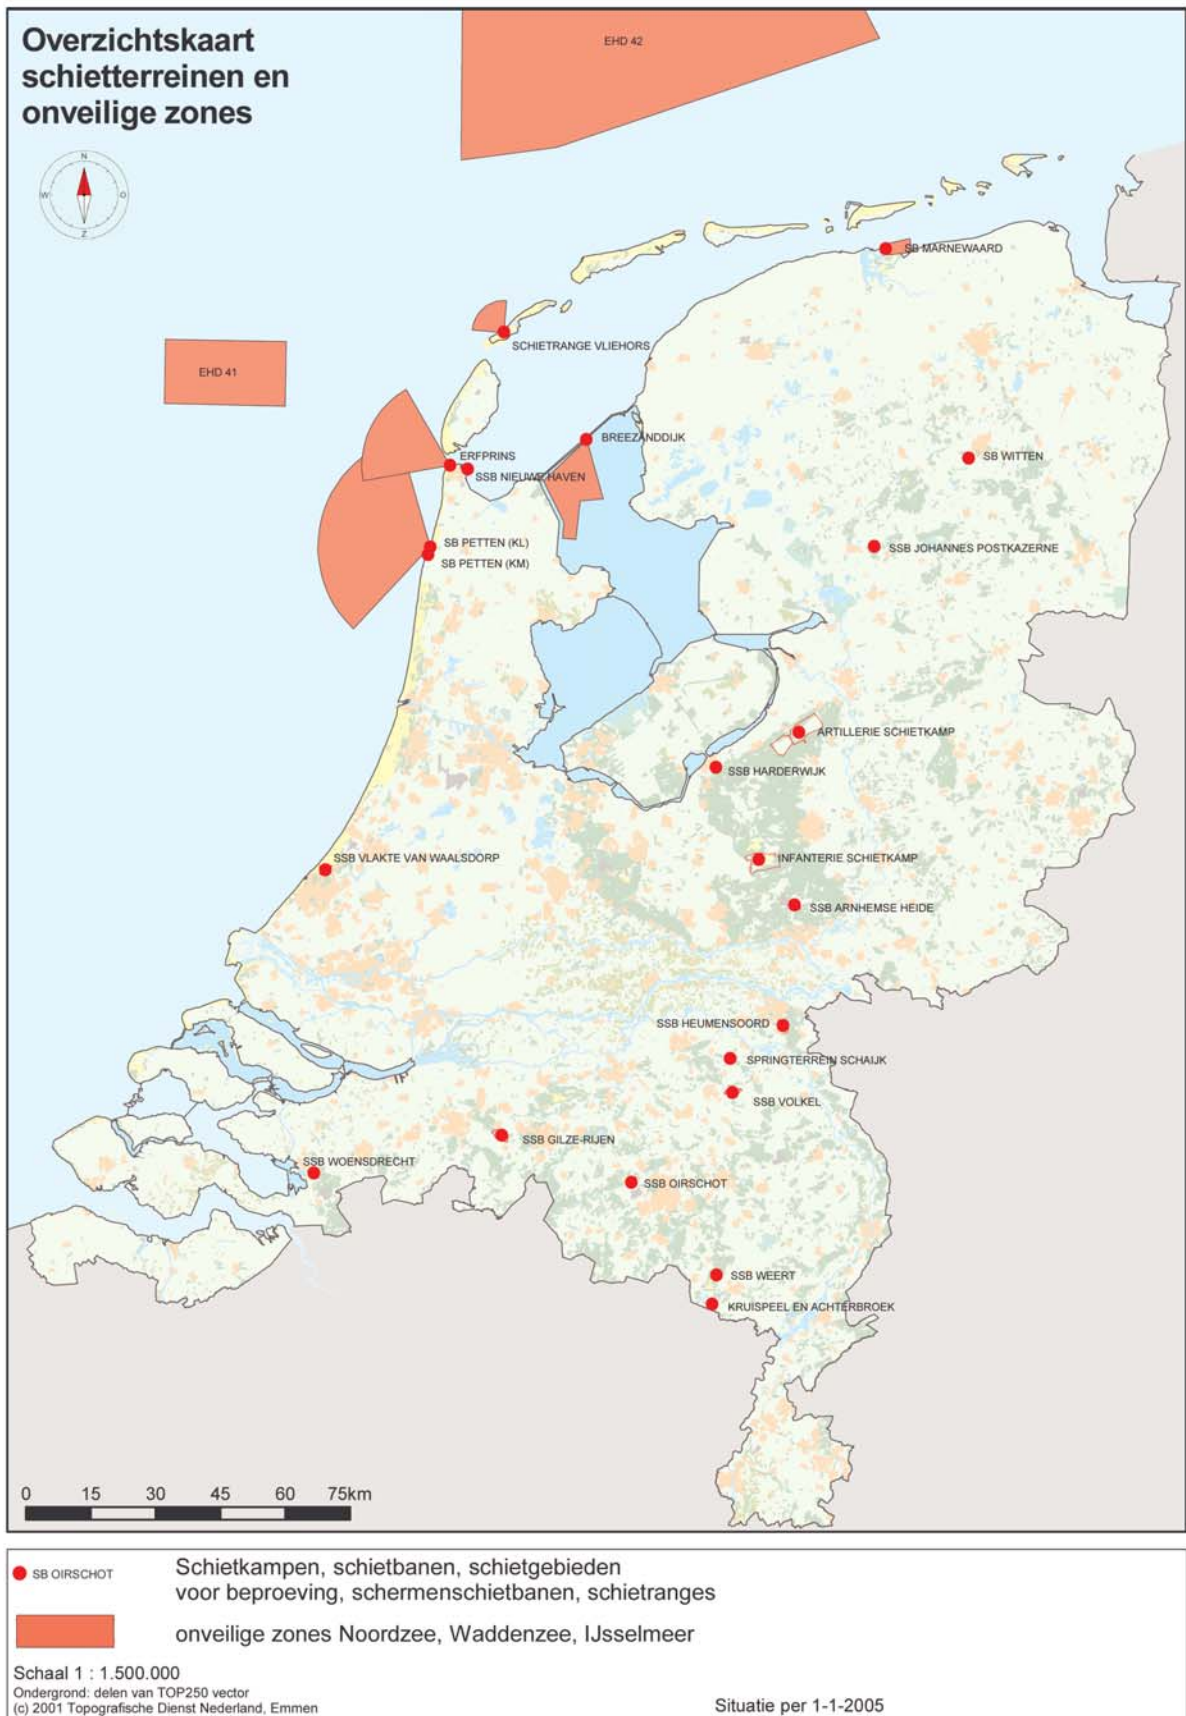 Overzichtskaart
schietterreinen en
onveilige zones
N
W
O
Z
EHD 42
SB MARNEWAARD
SCHIETRANGE VLIEHORS
EHD 41
BREEZANDDIJK
ERFPRINS
SB WITTEN
SSB NIEUWE HAVEN
SB PETTEN (KL)
SSB JOHANNES POSTKAZERNE
SB PETTEN (KM)
ARTILLERIE SCHIETKAMP
SSB HARDERWIJK
SSB VLAKTE VAN WAALSDORP
INFANTERIE SCHIETKAMP
SSB ARNHEMSE HEIDE
SSB HEUMENSOORD
SPRINGTERREIN SCHAIJK
SSB VOLKEL
SSB GILZE-RIJEN
SSB WOENSDRECHT
SSB OIRSCHOT
SSB WEERT
KRUISPEEL EN ACHTERBROEK
0 15 30 45 60 75km
SB OIRSCHOT
Schietkampen, schietbanen, schietgebieden
voor beproeving, schermenschietbanen, schietranges
onveilige zones Noordzee, Waddenzee, IJsselmeer
Schaal 1 : 1.500.000
Ondergrond: delen van TOP250 vector
(c) 2001 Topografische Dienst Nederland, Emmen
Situatie per 1-1-2005